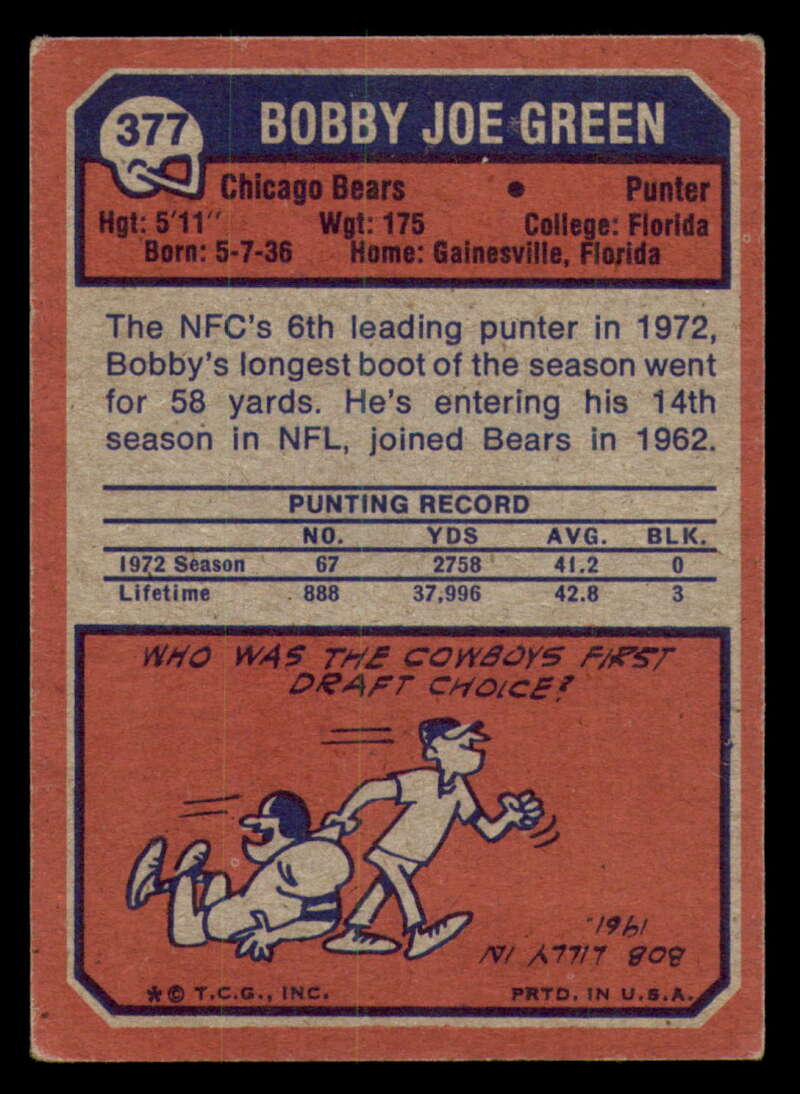 377
BOBBY JOE GREEN
Chicago Bears • Punter
Hgt: 5'11" Wgt: 175 College: Florida
Born: 5-7-36 Home: Gainesville, Florida
The NFC's 6th leading punter in 1972,
Bobby's longest boot of the season went
for 58 yards. He's entering his 14th
season in NFL, joined Bears in 1962.
PUNTING RECORD
NO. YDS AVG. BLK.
1972 Season 67 2758 41.2 0
Lifetime 888 37,996 42.8 3
WHO WAS THE COWBOYS FIRST
DRAFT CHOICE?
BOB LILLY IN
1961.
*© T.C.G., INC. PRTD. IN U.S.A.